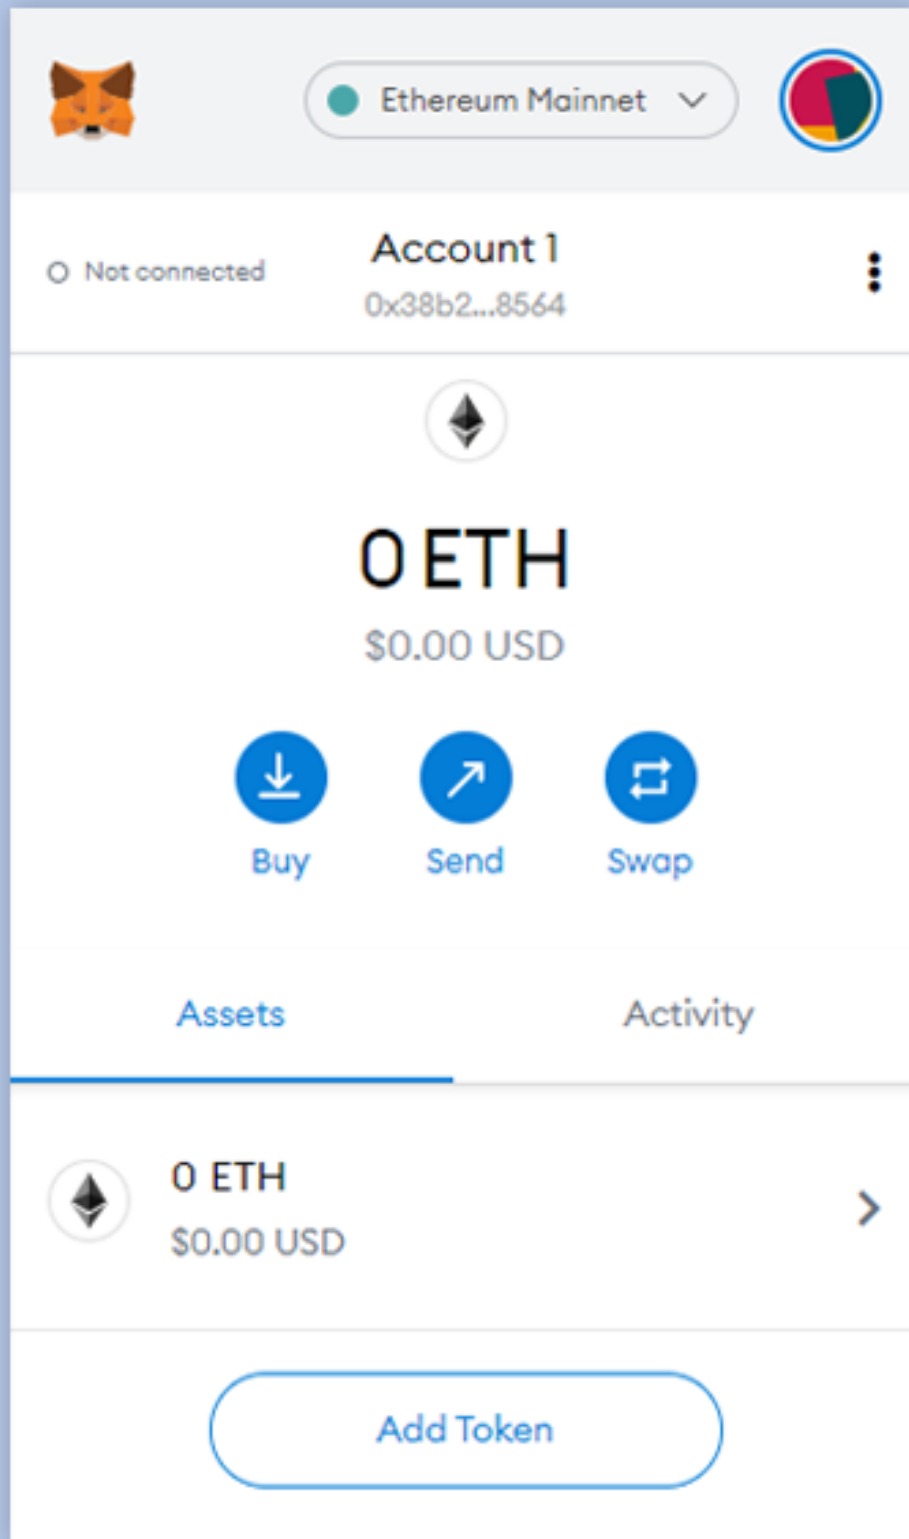 Ethereum Mainnet
Not connected
Account 1
0x38b2...8564
0 ETH
$0.00 USD
Buy Send Swap
Assets Activity
0 ETH
$0.00 USD
Add Token